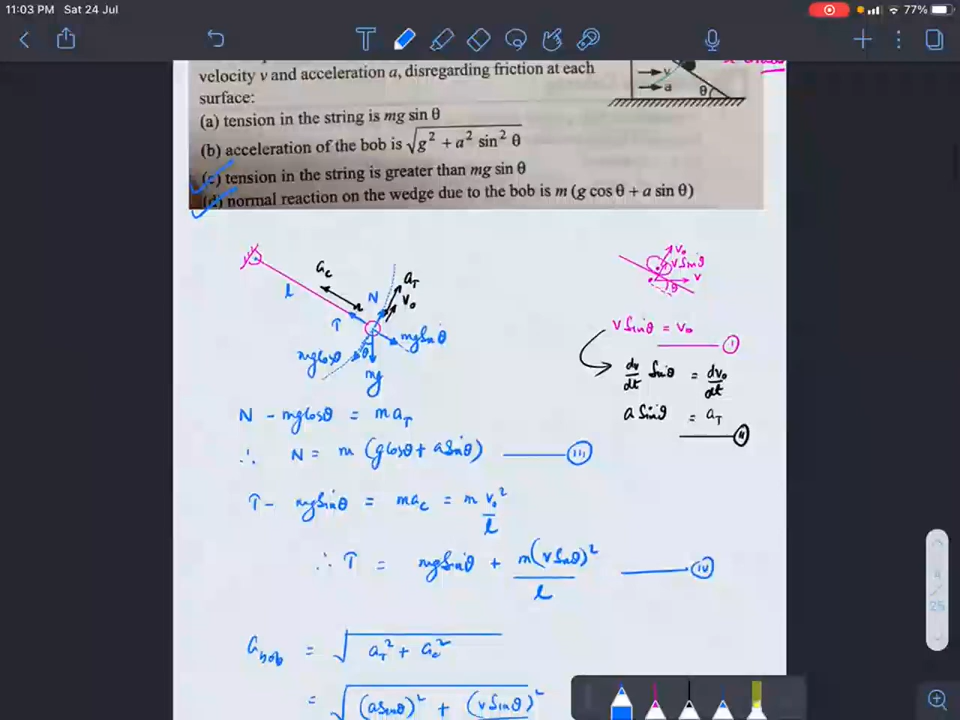 11:03 PM Sat 24 Jul
77%
velocity v and acceleration a, disregarding friction at each
surface:
(a) tension in the string is mg sin θ
(b) acceleration of the bob is √g² + a² sin² θ
(c) tension in the string is greater than mg sin θ
(d) normal reaction on the wedge due to the bob is m (g cos θ + a sin θ)
v
a
θ
l
a_c
N
a_T
v₀
T
mg sinθ
mg cosθ
θ
mg
v₀
v sinθ
v
θ
v sinθ = v₀ (I)
dv/dt sinθ = dv₀/dt
a sinθ = a_T (II)
N - mg cosθ = m a_T
∴ N = m (g cosθ + a sinθ) (III)
T - mg sinθ = m a_c = m v₀²/l
∴ T = mg sinθ + m(v sinθ)²/l (IV)
a_bob = √a_T² + a_c²
= √(a sinθ)² + (v sinθ)²
25